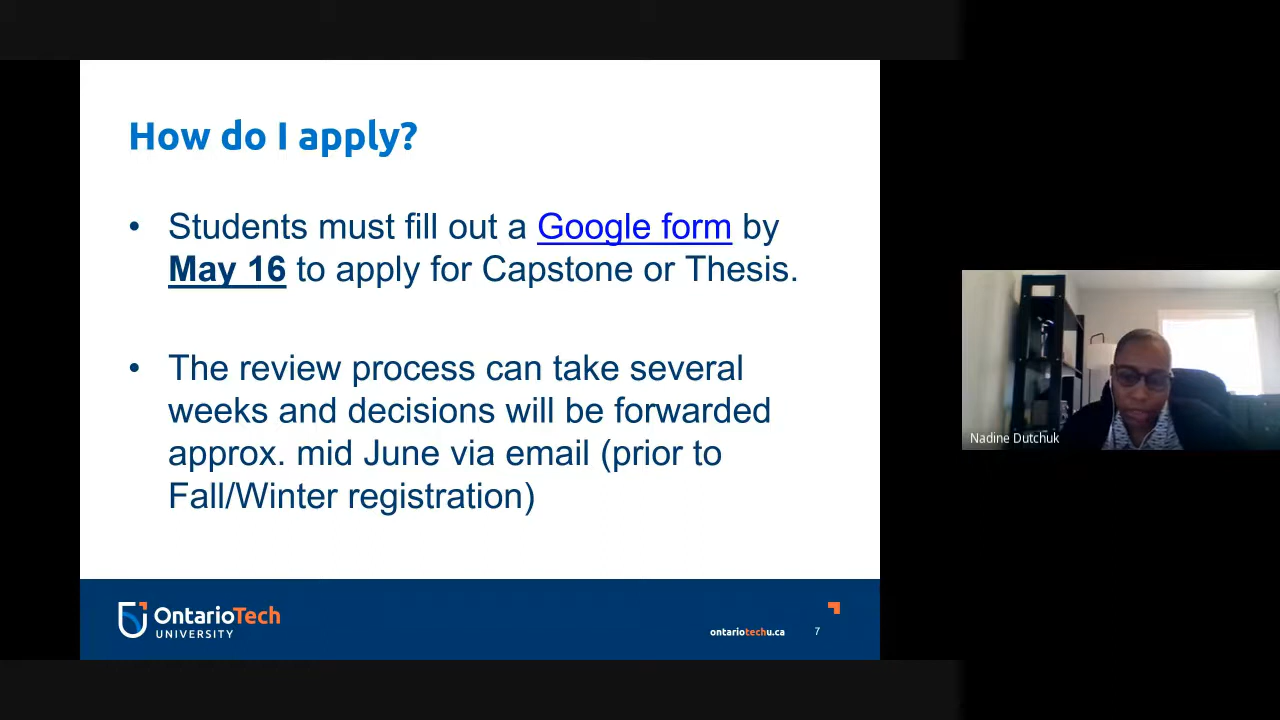 How do I apply?
• Students must fill out a Google form by
May 16 to apply for Capstone or Thesis.
• The review process can take several
weeks and decisions will be forwarded
approx. mid June via email (prior to
Fall/Winter registration)
Nadine Dutchuk
OntarioTech
UNIVERSITY
ontariotechu.ca
7